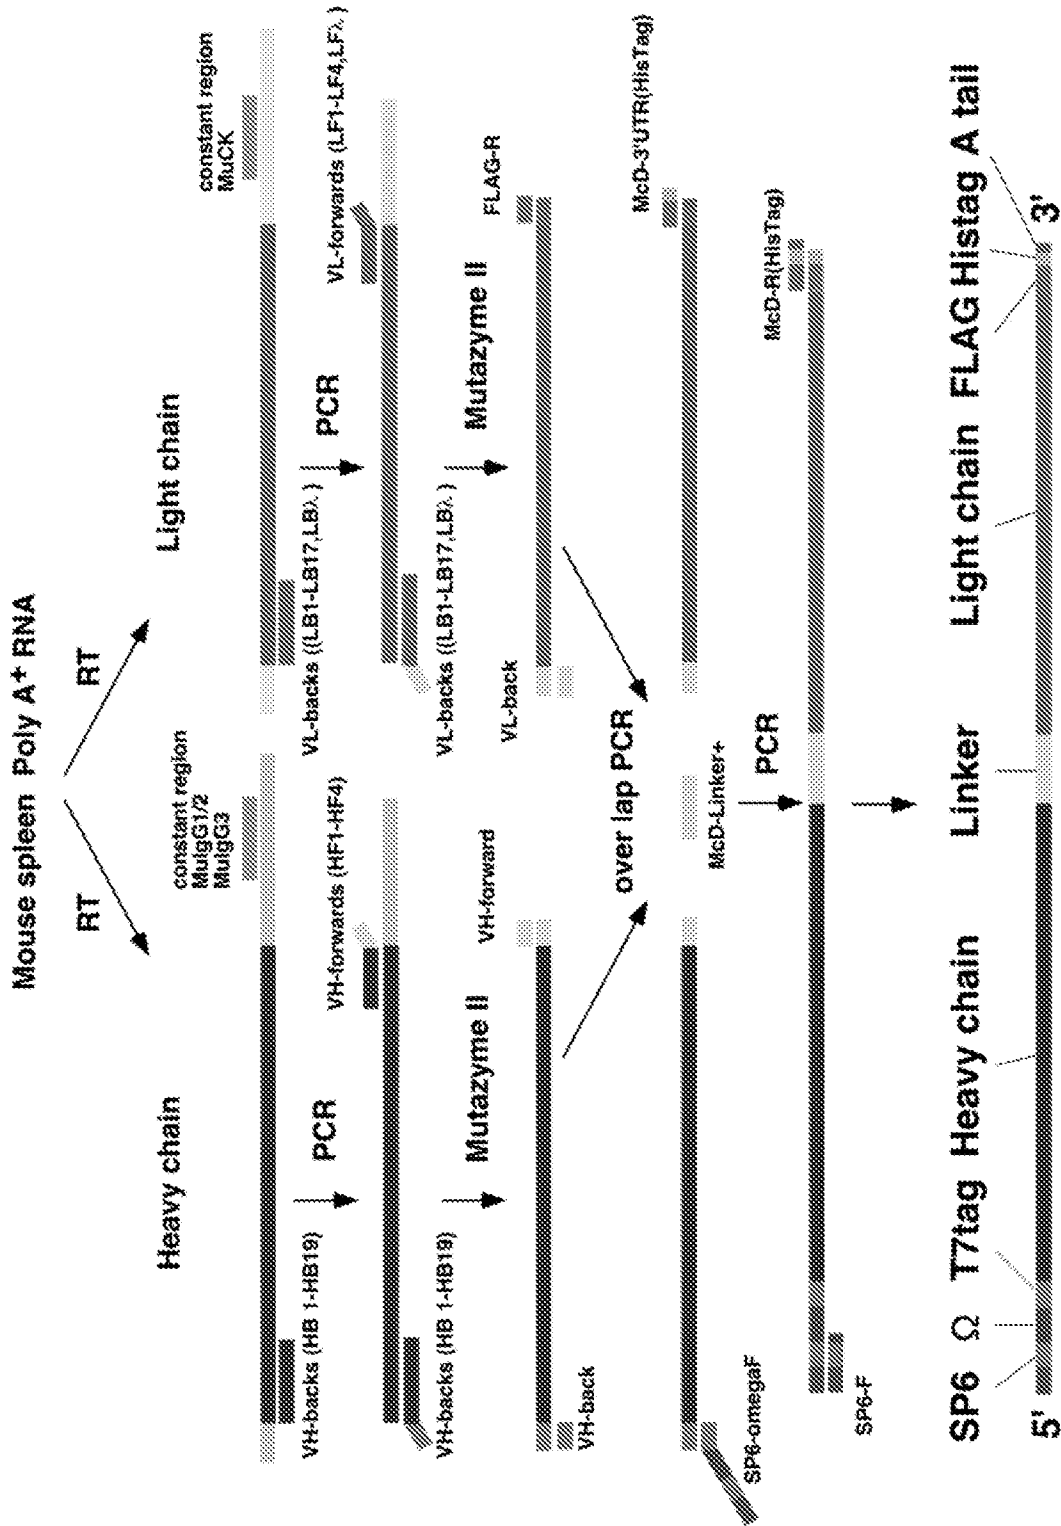 Mouse spleen Poly A+ RNA
RT
RT
Heavy chain
Light chain
constant region
MuIgG1/2
MuIgG3
constant region
MuCK
VH-backs (HB 1-HB19)
PCR
VH-forwards (HF1-HF4)
VL-backs ((LB1-LB17,LBλ )
PCR
VL-forwards (LF1-LF4,LFλ )
VH-backs (HB 1-HB19)
Mutazyme II
VH-forward
VL-backs ((LB1-LB17,LBλ )
Mutazyme II
FLAG-R
VH-back
VL-back
over lap PCR
McD-3'UTR(HisTag)
SP6-omegaF
McD-Linker+
PCR
McD-R(HisTag)
SP6-F
SP6 Ω T7tag Heavy chain Linker Light chain FLAG Histag A tail
5' 3'